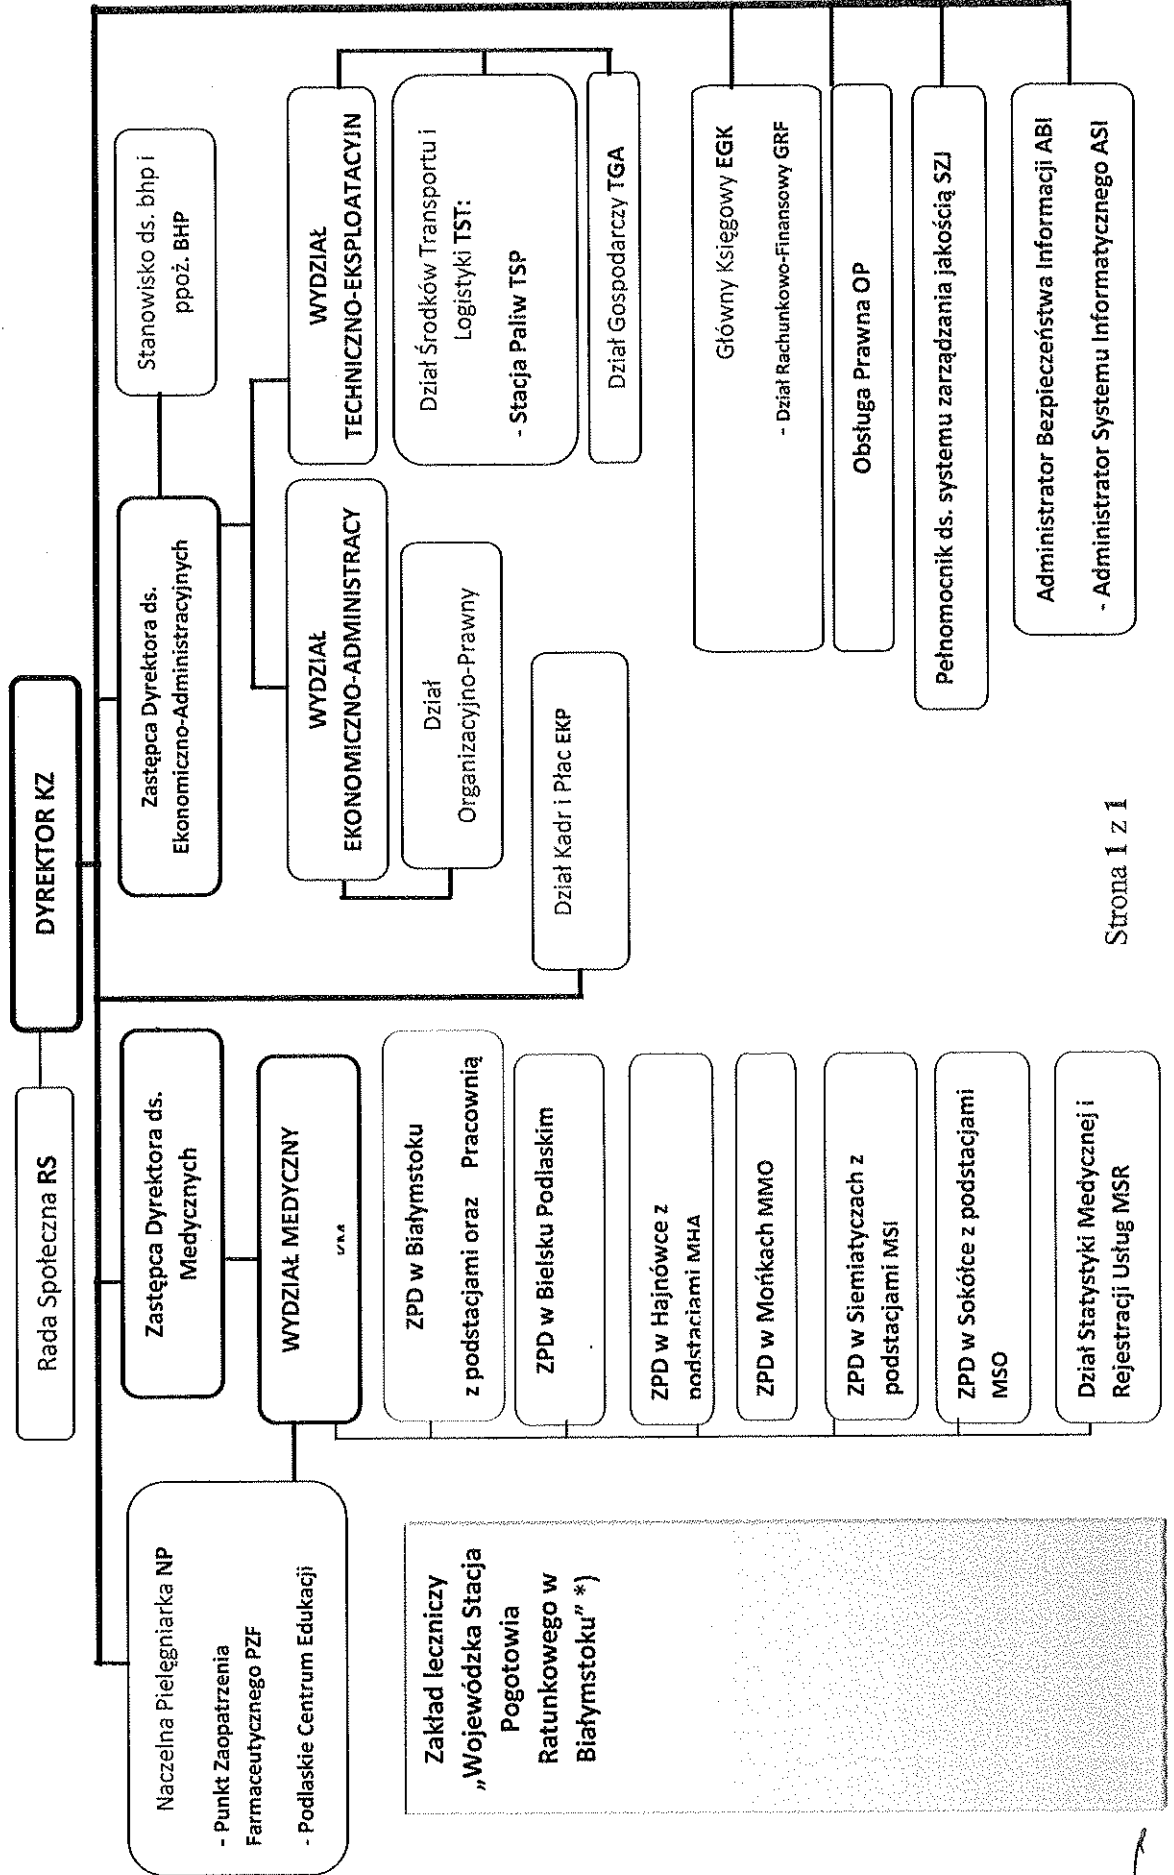 Rada Społeczna RS
DYREKTOR KZ
Naczelna Pielęgniarka NP
- Punkt Zaopatrzenia
Farmaceutycznego PZF
- Podlaskie Centrum Edukacji
Zastępca Dyrektora ds.
Medycznych
Zastępca Dyrektora ds.
Ekonomiczno-Administracyjnych
Stanowisko ds. bhp i
ppoż. BHP
WYDZIAŁ MEDYCZNY
WYDZIAŁ
EKONOMICZNO-ADMINISTRACY
WYDZIAŁ
TECHNICZNO-EKSPLOATACYJN
Zakład leczniczy
„Wojewódzka Stacja
Pogotowia
Ratunkowego w
Białymstoku” *)
ZPD w Białymstoku
z podstacjami oraz Pracownią
ZPD w Bielsku Podlaskim
ZPD w Hajnówce z
podstacjami MHA
ZPD w Mońkach MMO
ZPD w Siemiatyczach z
podstacjami MSI
ZPD w Sokółce z podstacjami
MSO
Dział Statystyki Medycznej i
Rejestracji Usług MSR
Dział
Organizacyjno-Prawny
Dział Kadr i Płac EKP
Dział Środków Transportu i
Logistyki TST:
- Stacja Paliw TSP
Dział Gospodarczy TGA
Główny Księgowy EGK
- Dział Rachunkowo-Finansowy GRF
Obsługa Prawna OP
Pełnomocnik ds. systemu zarządzania jakością SZJ
Administrator Bezpieczeństwa Informacji ABI
- Administrator Systemu Informatycznego ASI
Strona 1 z 1